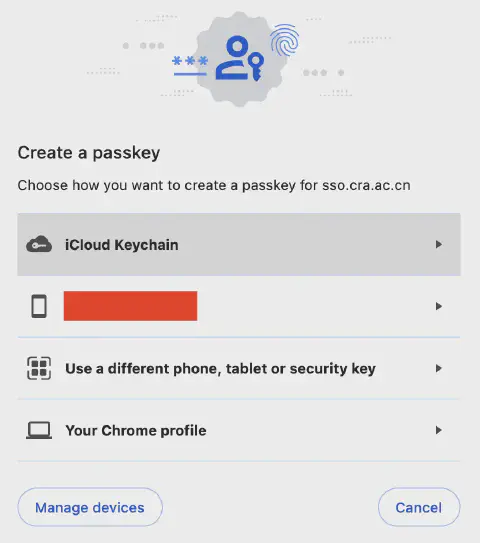 ***
Create a passkey
Choose how you want to create a passkey for sso.cra.ac.cn
iCloud Keychain
Use a different phone, tablet or security key
Your Chrome profile
Manage devices
Cancel